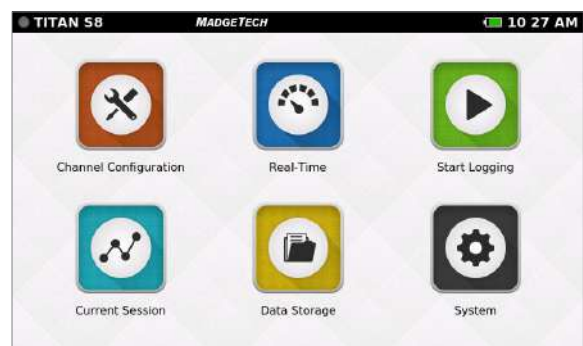 TITAN S8 MADGETECH 10 27 AM
Channel Configuration Real-Time Start Logging
Current Session Data Storage System